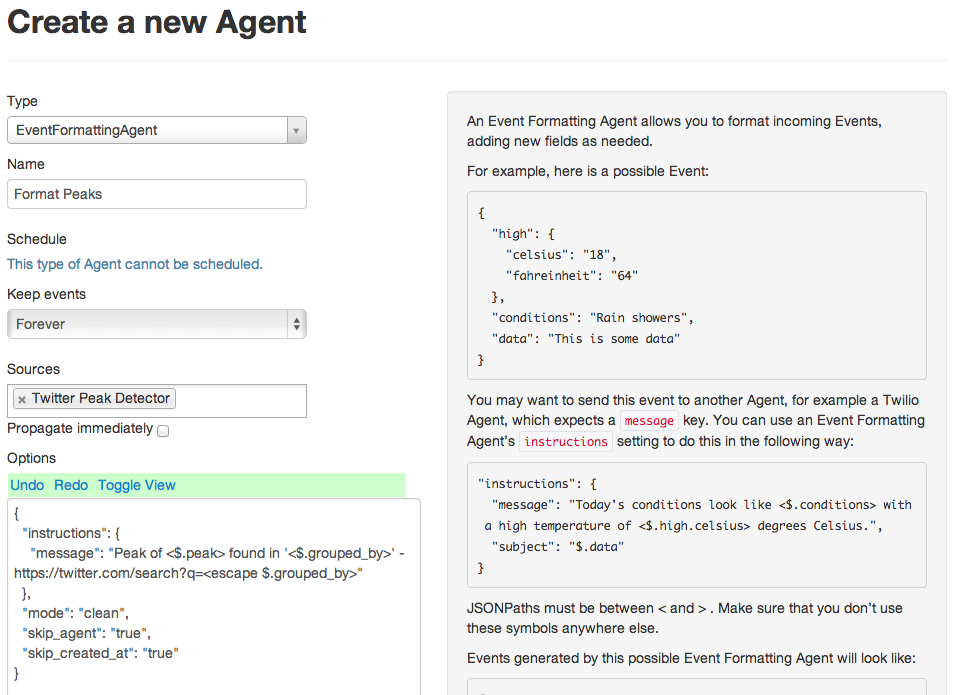 Create a new Agent
Type
EventFormattingAgent
Name
Format Peaks
Schedule
This type of Agent cannot be scheduled.
Keep events
Forever
Sources
× Twitter Peak Detector
Propagate immediately
Options
Undo Redo Toggle View
{
"instructions": {
"message": "Peak of <$.peak> found in '<$.grouped_by>' -
https://twitter.com/search?q=<escape $.grouped_by>"
},
"mode": "clean",
"skip_agent": "true",
"skip_created_at": "true"
}
An Event Formatting Agent allows you to format incoming Events,
adding new fields as needed.
For example, here is a possible Event:
{
"high": {
"celsius": "18",
"fahreinheit": "64"
},
"conditions": "Rain showers",
"data": "This is some data"
}
You may want to send this event to another Agent, for example a Twilio
Agent, which expects a message key. You can use an Event Formatting
Agent's instructions setting to do this in the following way:
"instructions": {
"message": "Today's conditions look like <$.conditions> with
a high temperature of <$.high.celsius> degrees Celsius.",
"subject": "$.data"
}
JSONPaths must be between < and > . Make sure that you don't use
these symbols anywhere else.
Events generated by this possible Event Formatting Agent will look like: